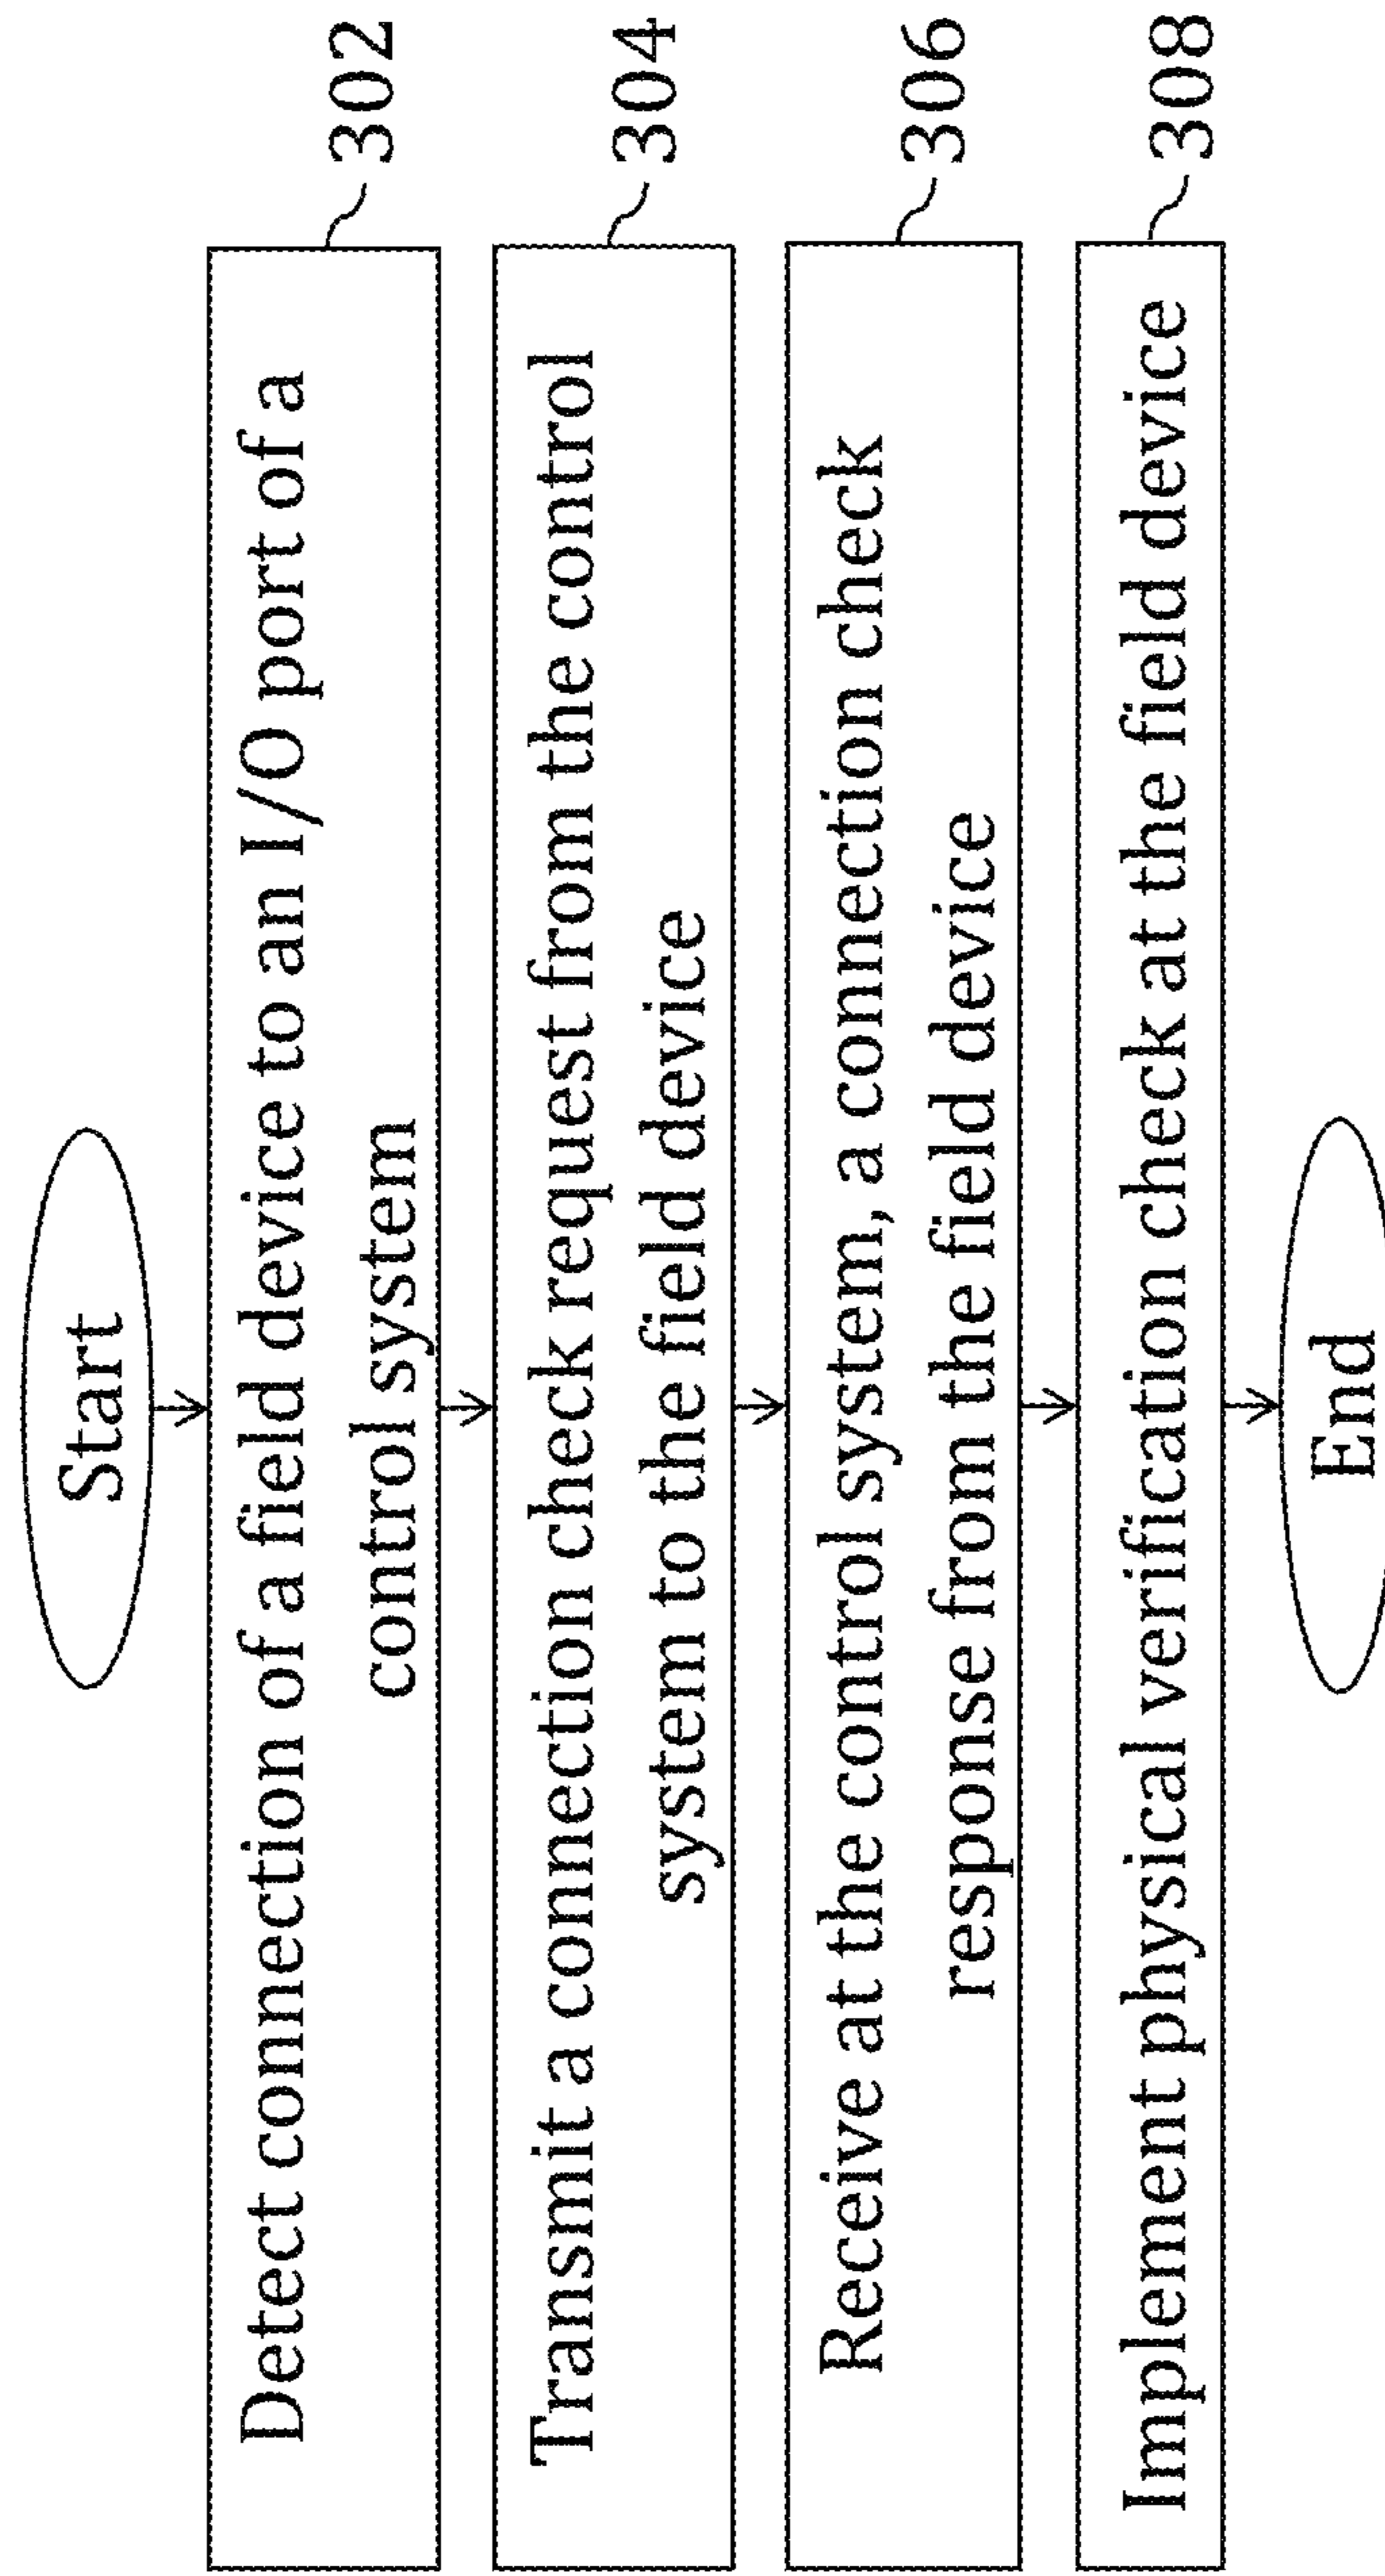 Start
Detect connection of a field device to an I/O port of a
control system
302
Transmit a connection check request from the control
system to the field device
304
Receive at the control system, a connection check
response from the field device
306
Implement physical verification check at the field device
308
End